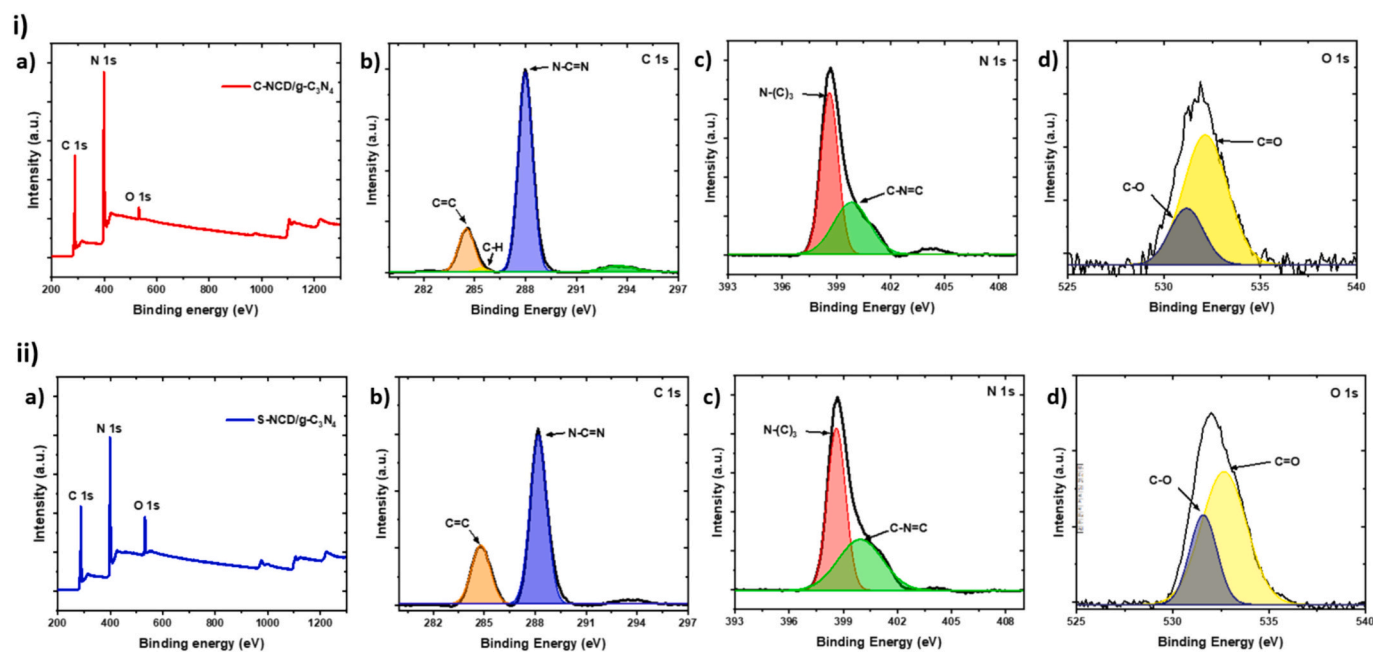 i)
a)
N 1s
C-NCD/g-C₃N₄
C 1s
O 1s
Intensity (a.u.)
200 400 600 800 1000 1200
Binding energy (eV)
b)
C 1s
N-C=N
C=C
C-H
Intensity (a.u.)
282 285 288 291 294 297
Binding Energy (eV)
c)
N 1s
N-(C)₃
C-N=C
Intensity (a.u.)
393 396 399 402 405 408
Binding Energy (eV)
d)
O 1s
C=O
C-O
Intensity (a.u.)
525 530 535 540
Binding Energy (eV)
ii)
a)
N 1s
S-NCD/g-C₃N₄
C 1s
O 1s
Intensity (a.u.)
200 400 600 800 1000 1200
Binding energy (eV)
b)
C 1s
N-C=N
C=C
Intensity (a.u.)
282 285 288 291 294 297
Binding energy (eV)
c)
N 1s
N-(C)₃
C-N=C
Intensity (a.u.)
393 396 399 402 405 408
Binding energy (eV)
d)
O 1s
C=O
C-O
Intensity (a.u.)
525 530 535 540
Binding energy (eV)